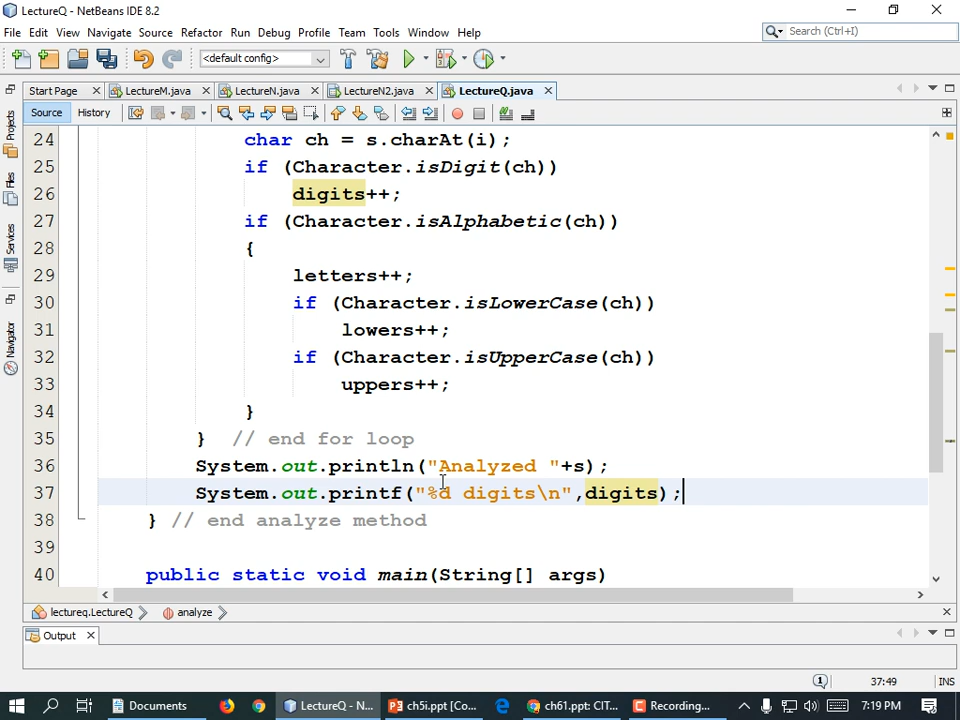 LectureQ - NetBeans IDE 8.2
File Edit View Navigate Source Refactor Run Debug Profile Team Tools Window Help
Search (Ctrl+I)
<default config>
Start Page LectureM.java LectureN.java LectureN2.java LectureQ.java
Source History
Projects
Files
Services
Navigator
24 char ch = s.charAt(i);
25 if (Character.isDigit(ch))
26 digits++;
27 if (Character.isAlphabetic(ch))
28 {
29 letters++;
30 if (Character.isLowerCase(ch))
31 lowers++;
32 if (Character.isUpperCase(ch))
33 uppers++;
34 }
35 } // end for loop
36 System.out.println("Analyzed "+s);
37 System.out.printf("%d digits\n",digits);
38 } // end analyze method
39
40 public static void main(String[] args)
lectureq.LectureQ analyze
Output
1 37:49 INS
Documents LectureQ - N... ch5i.ppt [Co... ch61.ppt: CIT... Recording... 7:19 PM